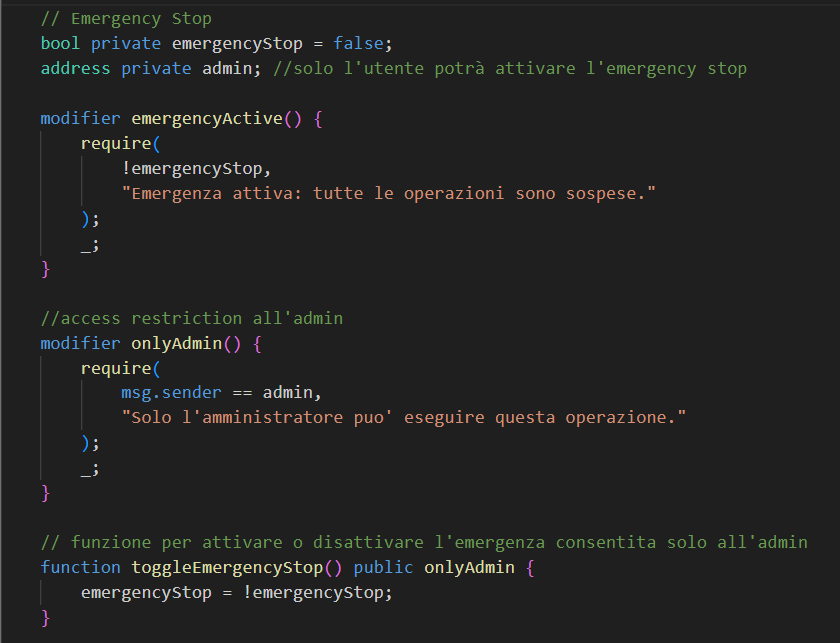 // Emergency Stop
bool private emergencyStop = false;
address private admin; //solo l'utente potrà attivare l'emergency stop
modifier emergencyActive() {
require(
!emergencyStop,
"Emergenza attiva: tutte le operazioni sono sospese."
);
_;
}
//access restriction all'admin
modifier onlyAdmin() {
require(
msg.sender == admin,
"Solo l'amministratore puo' eseguire questa operazione."
);
_;
}
// funzione per attivare o disattivare l'emergenza consentita solo all'admin
function toggleEmergencyStop() public onlyAdmin {
emergencyStop = !emergencyStop;
}